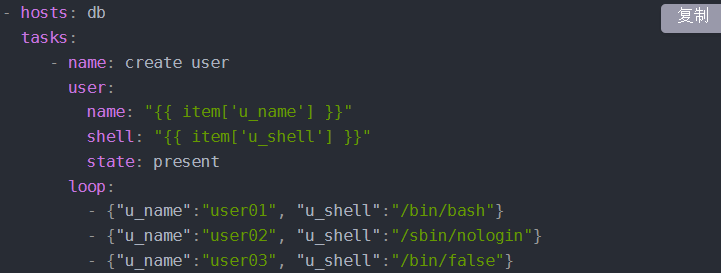 - hosts: db
复制
  tasks:
     - name: create user
       user:
         name: "{{ item['u_name'] }}"
         shell: "{{ item['u_shell'] }}"
         state: present
       loop:
         - {"u_name":"user01", "u_shell":"/bin/bash"}
         - {"u_name":"user02", "u_shell":"/sbin/nologin"}
         - {"u_name":"user03", "u_shell":"/bin/false"}